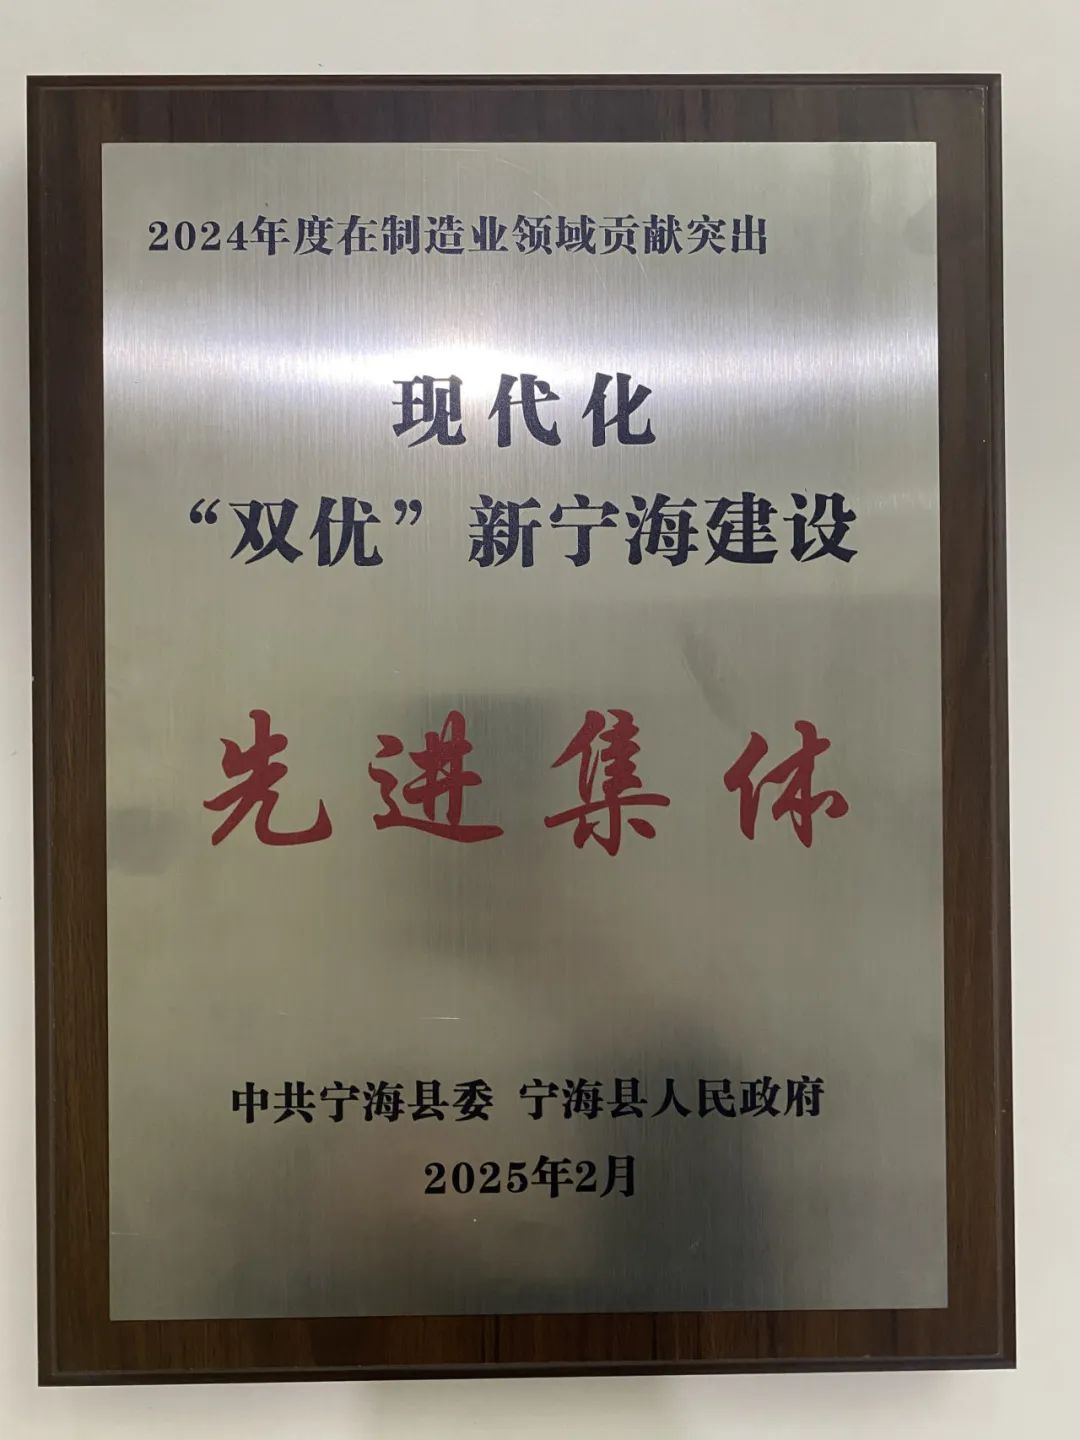 2024年度在制造业领域贡献突出
现代化
“双优”新宁海建设
先进集体
中共宁海县委 宁海县人民政府
2025年2月